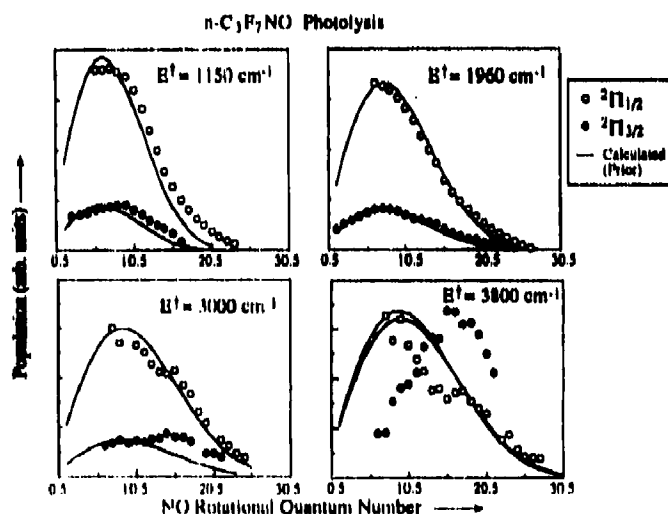 n-C₃F₇NO Photolysis
E† = 1150 cm⁻¹
E† = 1960 cm⁻¹
²Π₁/₂
²Π₃/₂
Calculated
(Prior)
0.5 10.5 20.5 30.5
0.5 10.5 20.5 30.5
E† = 3000 cm⁻¹
E† = 3800 cm⁻¹
Population (arb. units)
0.5 10.5 20.5 30.5
0.5 10.5 20.5 30.5
NO Rotational Quantum Number